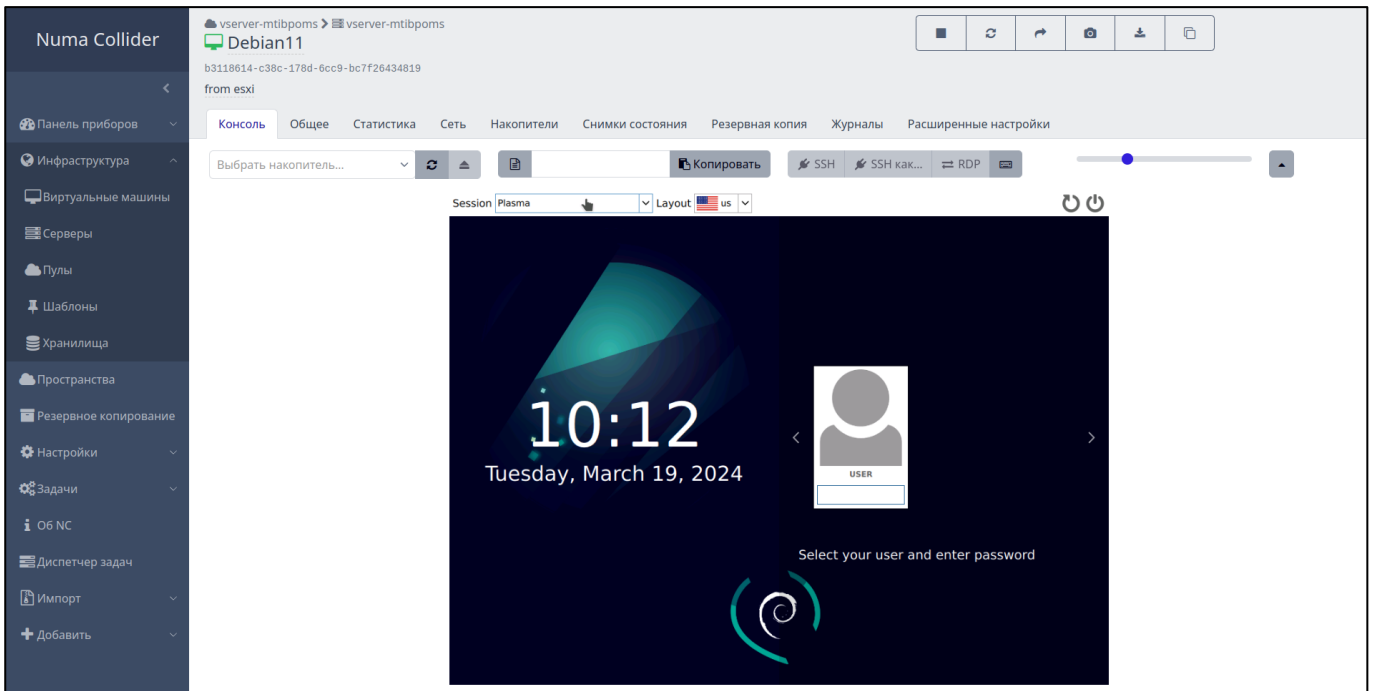 Numa Collider
Панель приборов
Инфраструктура
Виртуальные машины
Серверы
Пулы
Шаблоны
Хранилища
Пространства
Резервное копирование
Настройки
Задачи
Об NC
Диспетчер задач
Импорт
Добавить
vserver-mtibpoms vserver-mtibpoms
Debian11
b3118614-c38c-178d-6cc9-bc7f26434819
from esxi
Консоль Общее Статистика Сеть Накопители Снимки состояния Резервная копия Журналы Расширенные настройки
Выбрать накопитель... Копировать SSH SSH как... RDP
Session Plasma Layout us
10:12
Tuesday, March 19, 2024
USER
Select your user and enter password